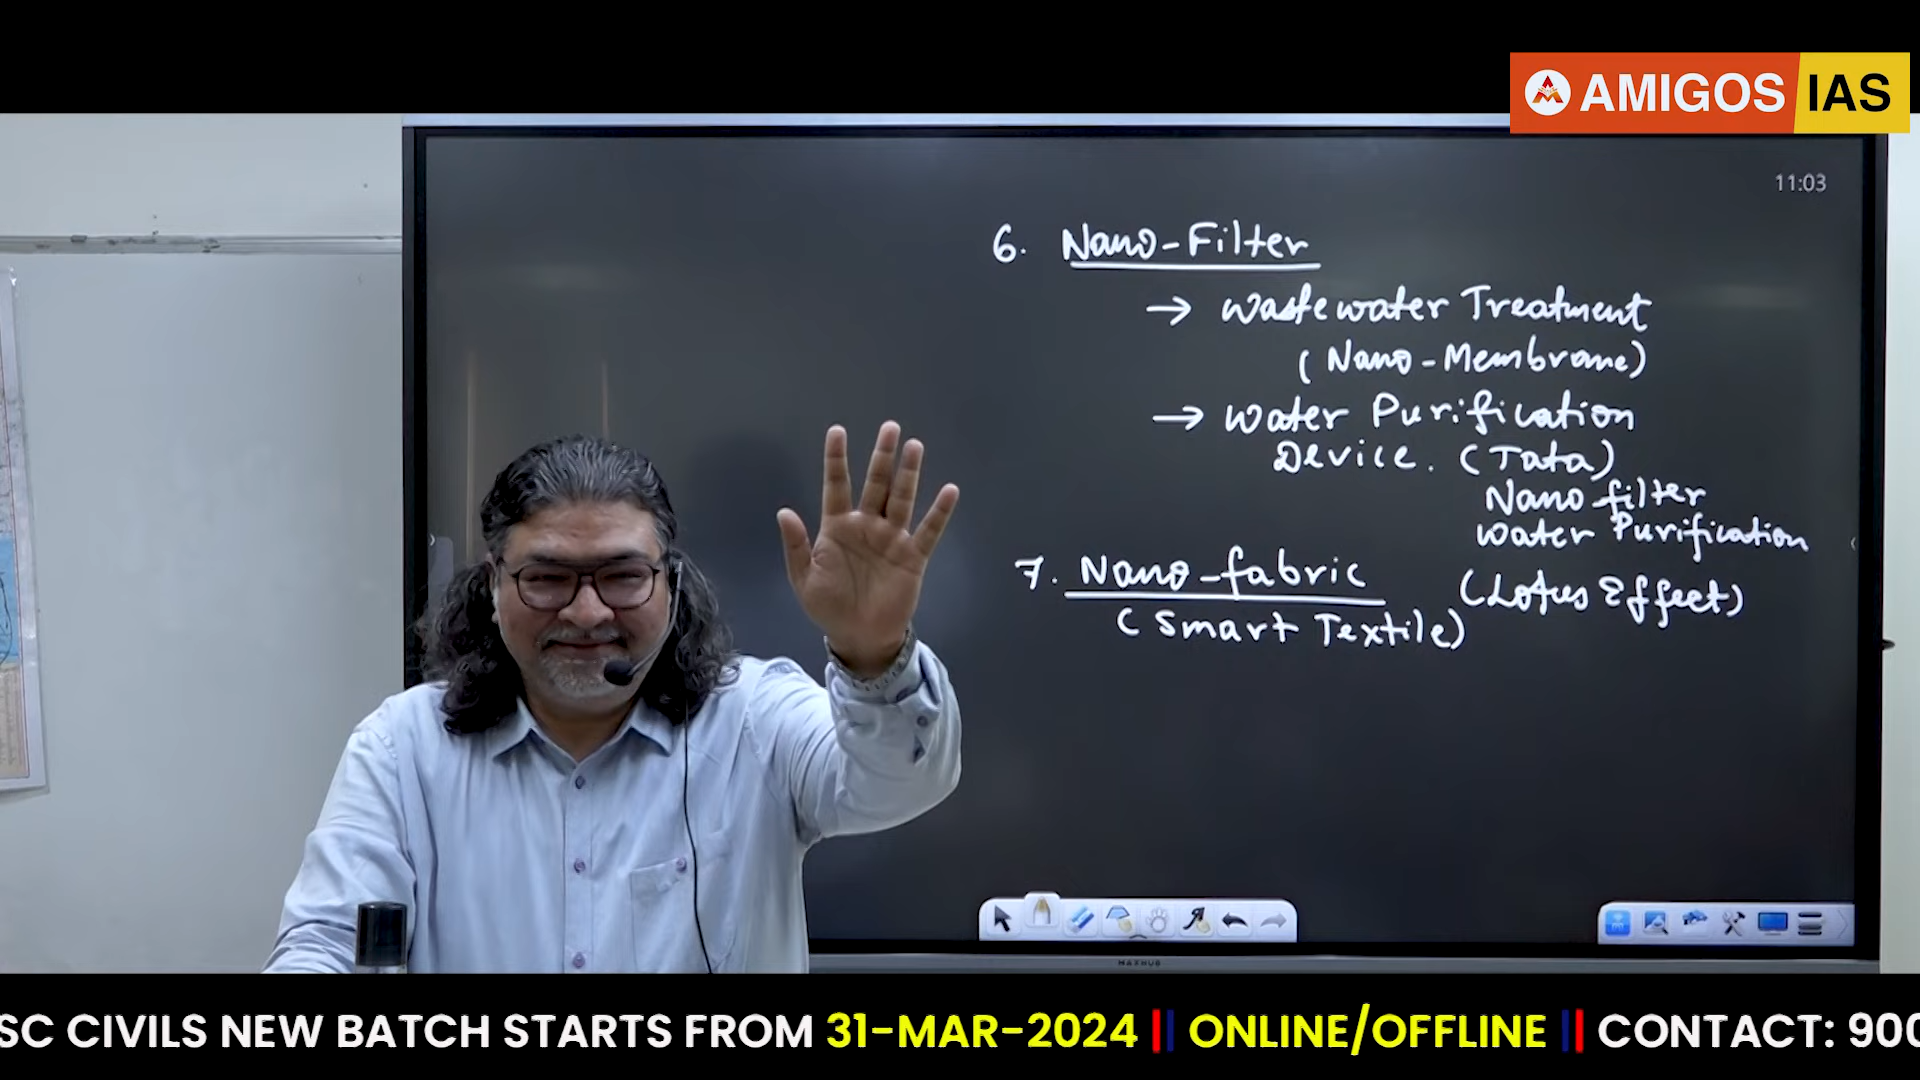 AMIGOS IAS
11:03
6. Nano-Filter
→ Wastewater Treatment
(Nano-Membrane)
→ Water Purification
Device. (Tata)
Nano filter
Water Purification
7. Nano-fabric (Lotus Effect)
(Smart Textile)
MAXHUB
SC CIVILS NEW BATCH STARTS FROM 31-MAR-2024 || ONLINE/OFFLINE || CONTACT: 900